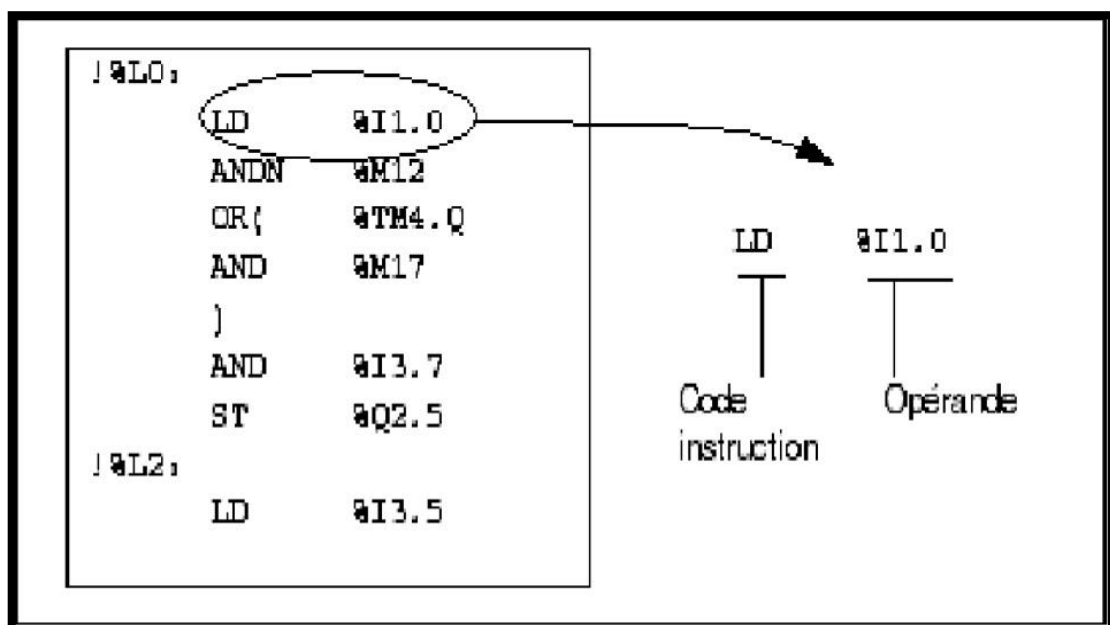 !%L0:
LD %I1.0
ANDN %M12
OR( %TM4.Q
AND %M17
)
AND %I3.7
ST %Q2.5
!%L2:
LD %I3.5
LD %I1.0
Code instruction
Opérande